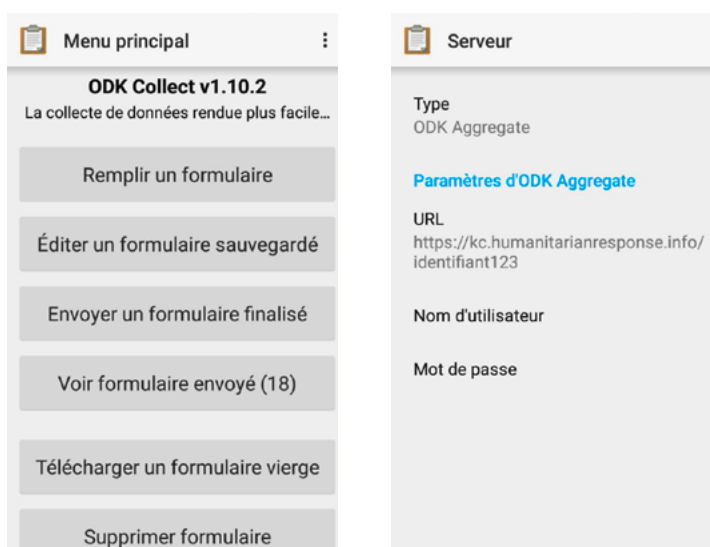 Menu principal
ODK Collect v1.10.2
La collecte de données rendue plus facile...
Remplir un formulaire
Éditer un formulaire sauvegardé
Envoyer un formulaire finalisé
Voir formulaire envoyé (18)
Télécharger un formulaire vierge
Supprimer formulaire
Serveur
Type
ODK Aggregate
Paramètres d'ODK Aggregate
URL
https://kc.humanitarianresponse.info/
identifiant123
Nom d'utilisateur
Mot de passe